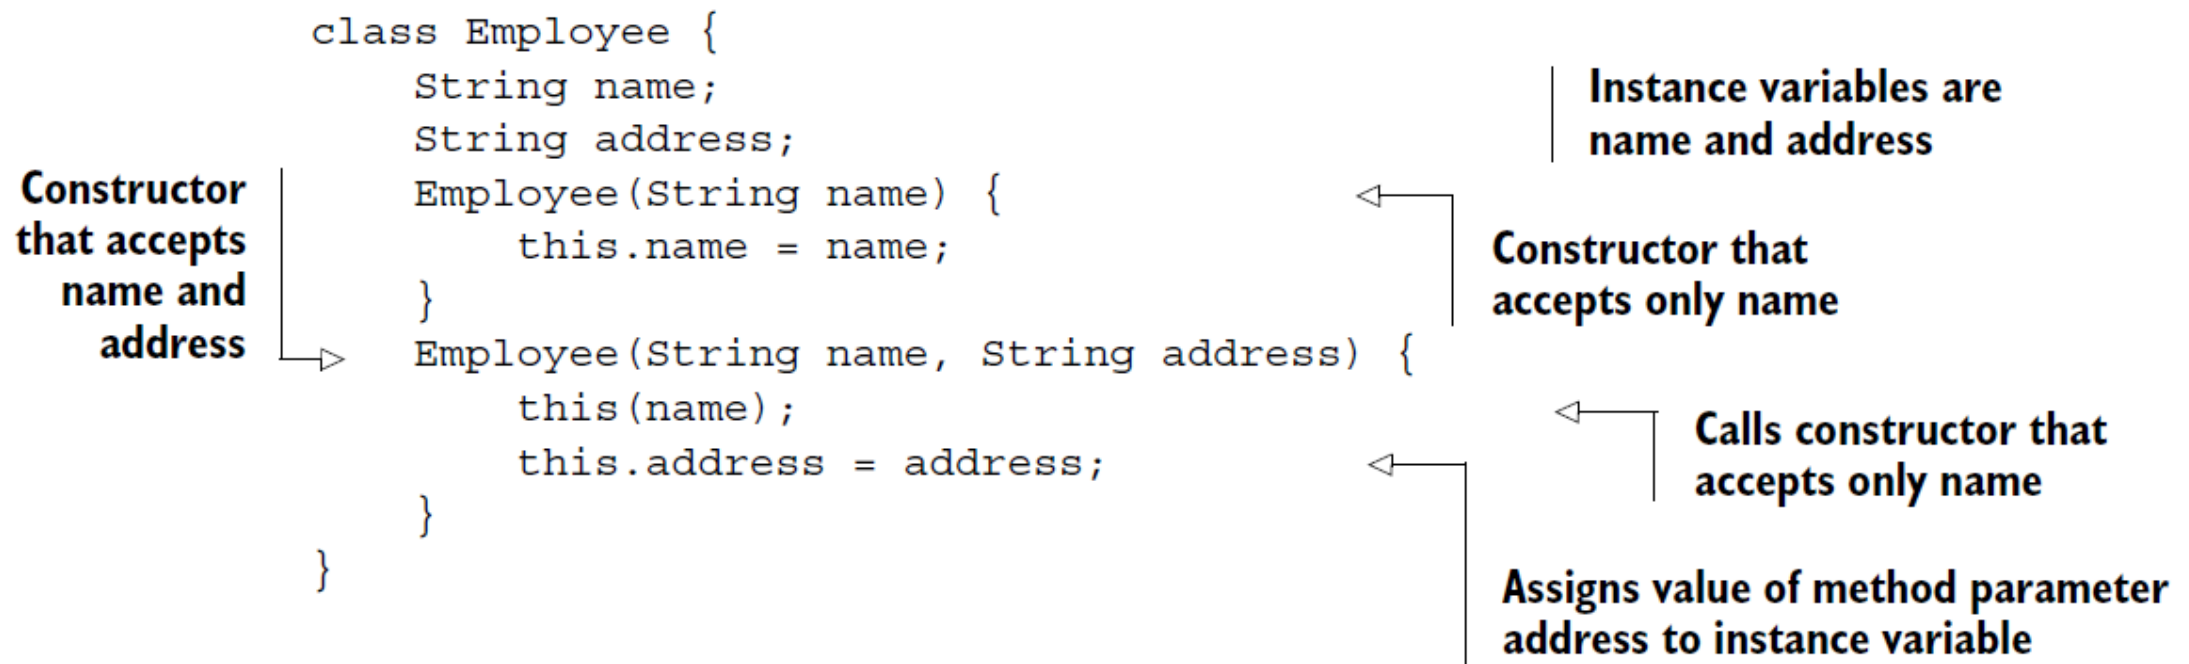 class Employee {
String name;
String address;
Employee(String name) {
this.name = name;
}
Employee(String name, String address) {
this(name);
this.address = address;
}
}
Instance variables are
name and address
Constructor
that accepts
name and
address
Constructor that
accepts only name
Calls constructor that
accepts only name
Assigns value of method parameter
address to instance variable